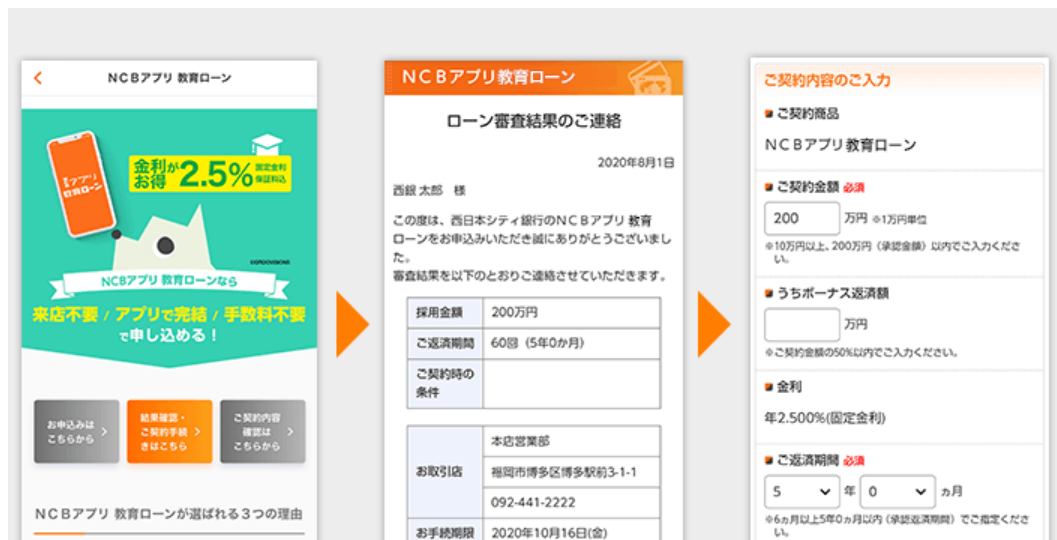 NCBアプリ 教育ローン
西日本シティ銀行アプリ
教育ローン
金利が
お得
2.5%
固定金利
保証料込
©GROOVISIONS
NCBアプリ 教育ローンなら
来店不要 / アプリで完結 / 手数料不要
で申し込める！
お申込みは
こちらから
結果確認・
ご契約手続
きはこちら
ご契約内容
確認は
こちらから
NCBアプリ 教育ローンが選ばれる3つの理由
NCBアプリ教育ローン
ローン審査結果のご連絡
2020年8月1日
西銀 太郎 様
この度は、西日本シティ銀行のNCBアプリ 教育
ローンをお申込みいただき誠にありがとうございまし
た。
審査結果を以下のとおりご連絡させていただきます。
採用金額 200万円
ご返済期間 60回（5年0か月）
ご契約時の
条件
お取引店
本店営業部
福岡市博多区博多駅前3-1-1
092-441-2222
お手続期限 2020年10月16日(金)
ご契約内容のご入力
ご契約商品
NCBアプリ 教育ローン
ご契約金額 必須
200 万円 ※1万円単位
※10万円以上、200万円（承認金額）以内でご入力くださ
い。
うちボーナス返済額
万円
※ご契約金額の50%以内でご入力ください。
金利
年2.500%(固定金利)
ご返済期間 必須
5 年 0 ヵ月
※6ヵ月以上5年0ヵ月以内（承認返済期間）でご指定くださ
い。